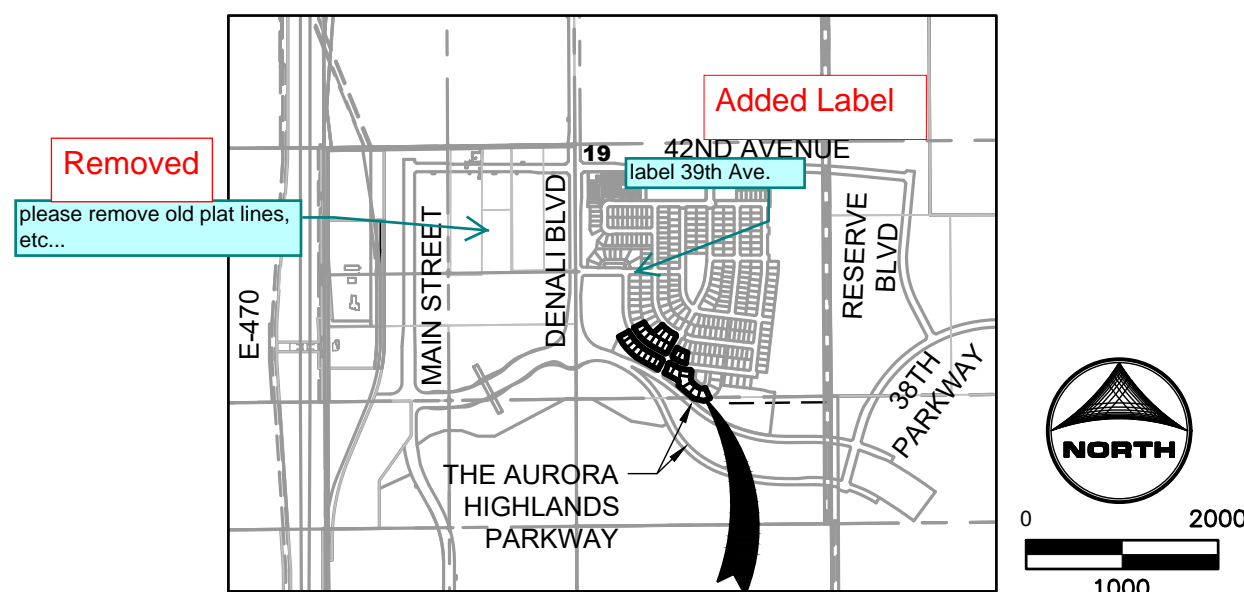 Added Label
Removed
19
42ND AVENUE
label 39th Ave.
please remove old plat lines,
etc...
MAIN STREET
DENALI BLVD
RESERVE
BLVD
E-470
38TH
PARKWAY
NORTH
THE AURORA
HIGHLANDS
PARKWAY
0
2000
1000